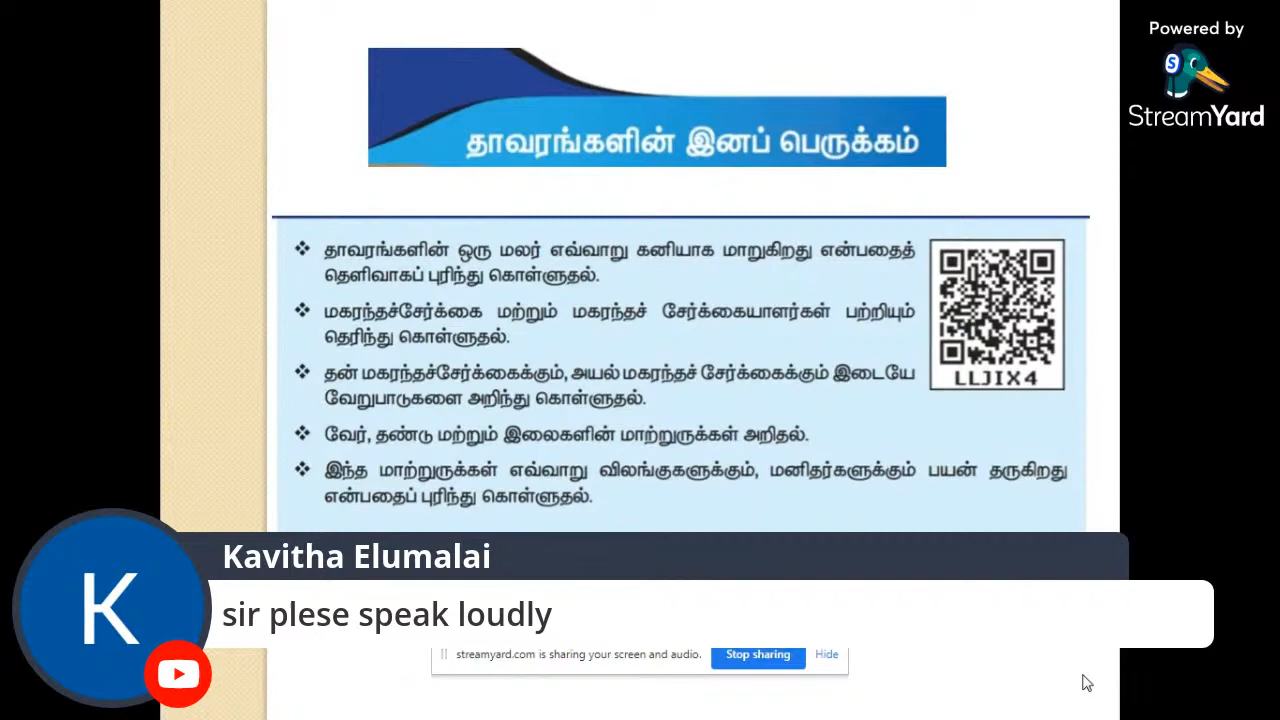 Powered by
S
StreamYard
தாவரங்களின் இனப் பெருக்கம்
❖ தாவரங்களின் ஒரு மலர் எவ்வாறு கனியாக மாறுகிறது என்பதைத்
தெளிவாகப் புரிந்து கொள்ளுதல்.
❖ மகரந்தச்சேர்க்கை மற்றும் மகரந்தச் சேர்க்கையாளர்கள் பற்றியும்
தெரிந்து கொள்ளுதல்.
❖ தன் மகரந்தச்சேர்க்கைக்கும், அயல் மகரந்தச் சேர்க்கைக்கும் இடையே
வேறுபாடுகளை அறிந்து கொள்ளுதல்.
❖ வேர், தண்டு மற்றும் இலைகளின் மாற்றுருக்கள் அறிதல்.
❖ இந்த மாற்றுருக்கள் எவ்வாறு விலங்குகளுக்கும், மனிதர்களுக்கும் பயன் தருகிறது
என்பதைப் புரிந்து கொள்ளுதல்.
LLJIX4
K
Kavitha Elumalai
sir plese speak loudly
streamyard.com is sharing your screen and audio. Stop sharing Hide